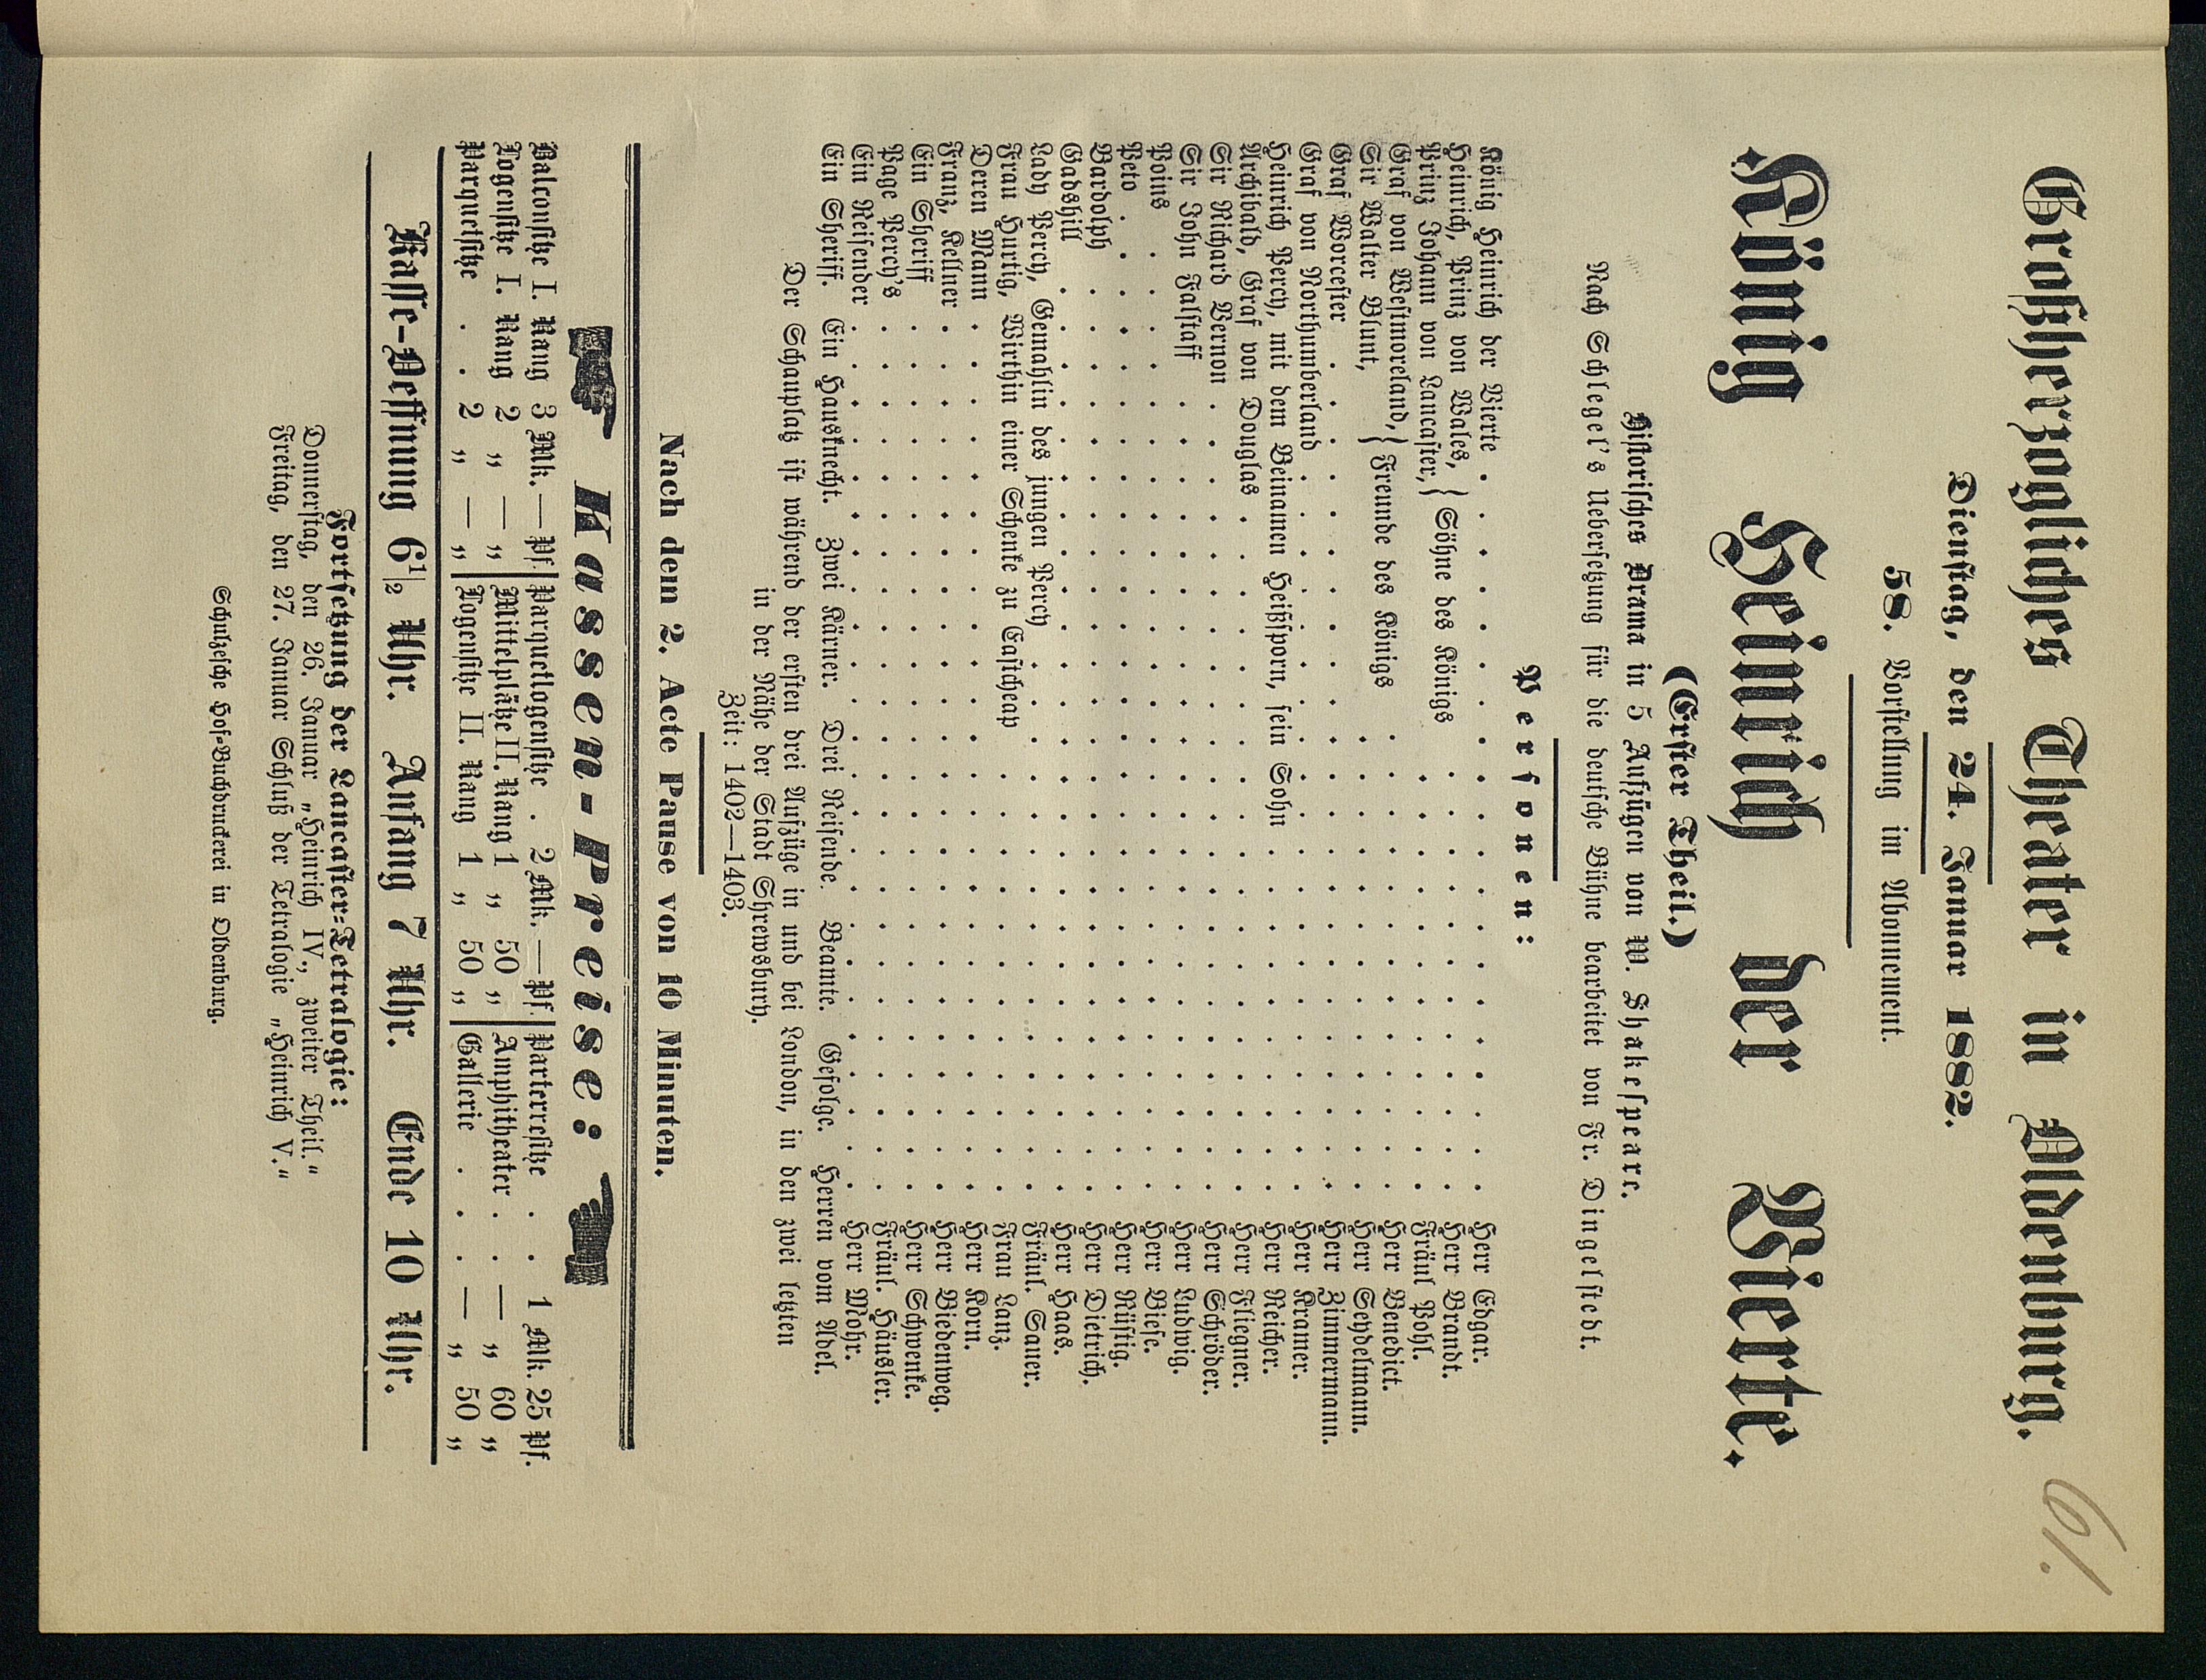 61.
Großherzogliches Theater in Oldenburg.
Dienstag, den 24. Januar 1882.
58. Vorstellung im Abonnement.
König Heinrich der Vierte.
(Erster Theil.)
Historisches Drama in 5 Aufzügen von W. Shakespeare.
Nach Schlegel's Uebersetzung für die deutsche Bühne bearbeitet von Fr. Dingelstedt.
Personen:
König Heinrich der Vierte . . . . Herr Edgar.
Heinrich, Prinz von Wales, } Söhne des Königs . . . . Herr Brandt.
Prinz Johann von Lancaster, } . . . . Fräul Pohl.
Graf von Westmoreland, } Freunde des Königs . . . . Herr Benedict.
Sir Walter Blunt, . . . . Herr Seydelmann.
Graf Worcester . . . . Herr Zimmermann.
Graf von Northumberland . . . . Herr Kramer.
Heinrich Percy, mit dem Beinamen Heißsporn, sein Sohn . . . . Herr Reicher.
Archibald, Graf von Douglas . . . . Herr Fliegner.
Sir Richard Vernon . . . . Herr Schröder.
Sir John Falstaff . . . . Herr Ludwig.
Poins . . . . Herr Wiese.
Peto . . . . Herr Rüstig.
Bardolph . . . . Herr Dietrich.
Gadshill . . . . Herr Haas.
Lady Percy, Gemahlin des jungen Percy . . . . Fräul. Sauer.
Frau Hurtig, Wirthin einer Schenke zu Eastcheap . . . . Frau Lanz.
Deren Mann . . . . Herr Korn.
Franz, Kellner . . . . Herr Biedenweg.
Ein Sheriff . . . . Herr Schwenke.
Page Percy's . . . . Fräul. Häusler.
Ein Reisender . . . . Herr Mohr.
Ein Sheriff. Ein Hausknecht. Zwei Kärner. Drei Reisende. Beamte. Gefolge. Herren vom Adel.
Der Schauplatz ist während der ersten drei Aufzüge in und bei London, in den zwei letzten
in der Nähe der Stadt Shrewsbury.
Zeit: 1402—1403.
Nach dem 2. Acte Pause von 10 Minuten.
Kassen-Preise:
Balconsitze I. Rang 3 Mk. — Pf. Parquetlogensitze . 2 Mk. — Pf. Parterresitze . . 1 Mk. 25 Pf.
Logensitze I. Rang 2 „ — „ Mittelplätze II. Rang 1 „ 50 „ Amphitheater . . — „ 60 „
Parquetsitze . . 2 „ — „ Logensitze II. Rang 1 „ 50 „ Gallerie . . . — „ 50 „
Kasse-Oeffnung 6 1/2 Uhr. Anfang 7 Uhr. Ende 10 Uhr.
Fortsetzung der Lancaster-Tetralogie:
Donnerstag, den 26. Januar „Heinrich IV., zweiter Theil.“
Freitag, den 27. Januar Schluß der Tetralogie „Heinrich V.“
Schulzesche Hof-Buchdruckerei in Oldenburg.